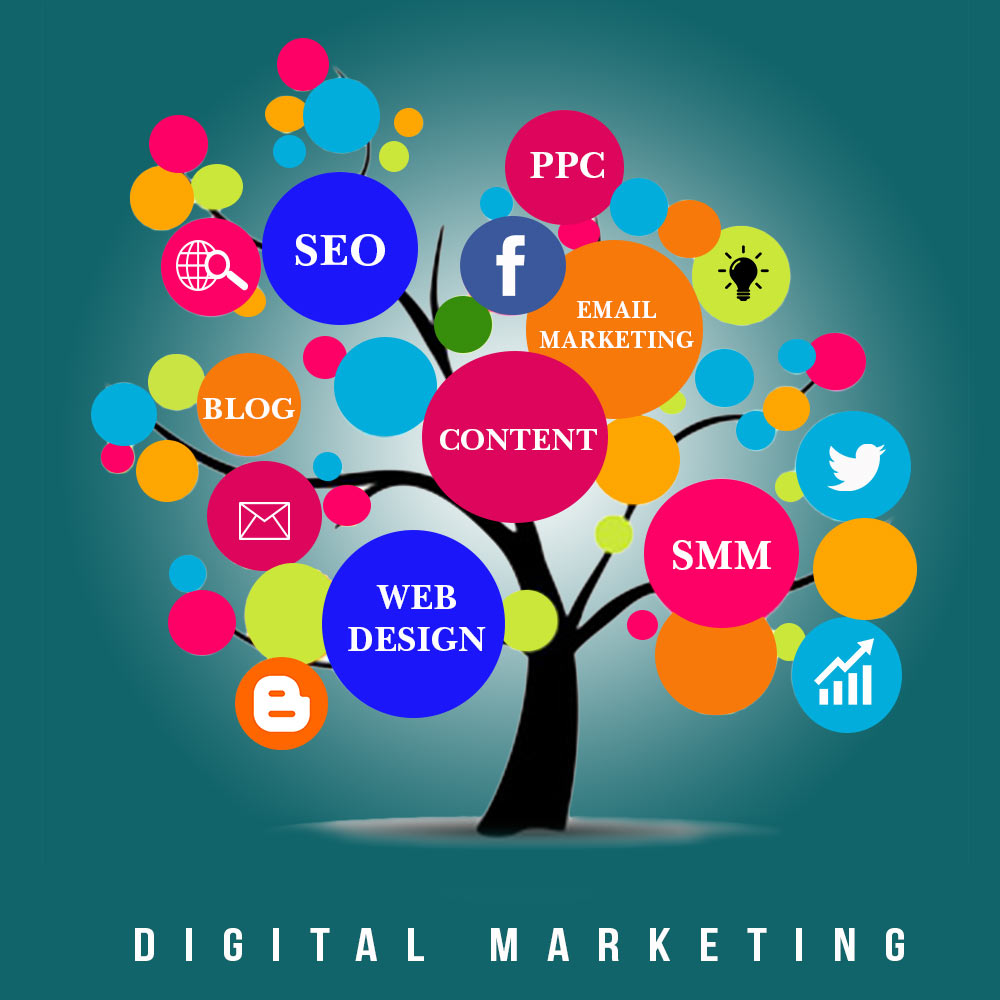 PPC
SEO
EMAIL
MARKETING
BLOG
CONTENT
SMM
WEB
DESIGN
DIGITAL MARKETING